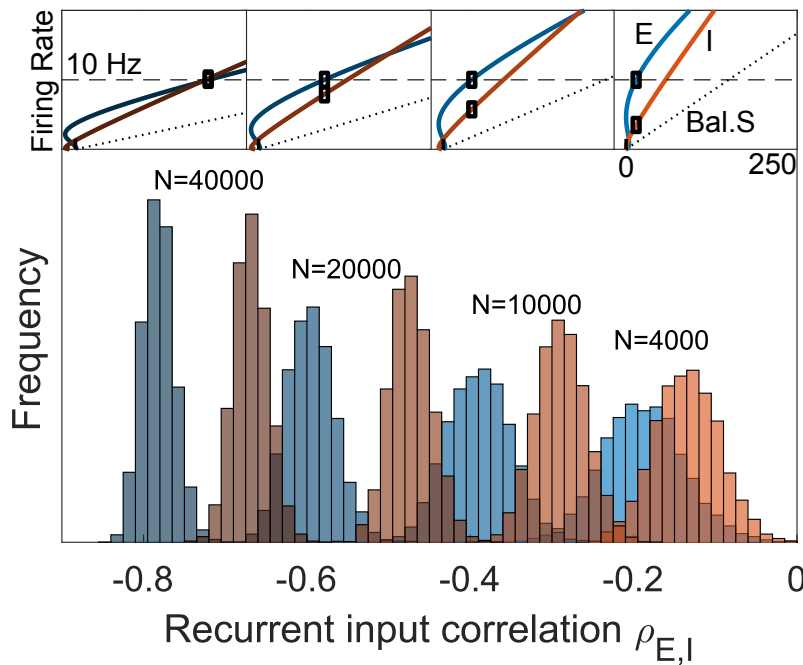 Firing Rate
10 Hz
E
I
Bal.S
0
250
N=40000
N=20000
N=10000
N=4000
Frequency
-0.8
-0.6
-0.4
-0.2
0
Recurrent input correlation ρE,I